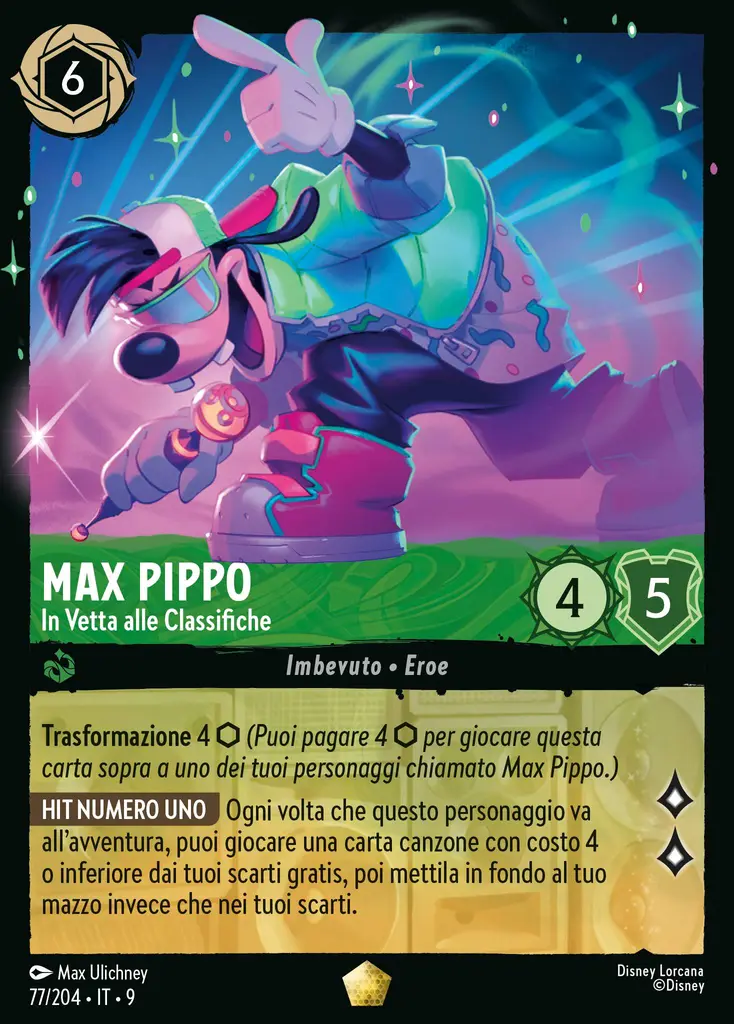 6
MAX PIPPO
In Vetta alle Classifiche
4
5
Imbevuto • Eroe
Trasformazione 4 ⬡ (Puoi pagare 4 ⬡ per giocare questa
carta sopra a uno dei tuoi personaggi chiamato Max Pippo.)
HIT NUMERO UNO Ogni volta che questo personaggio va
all'avventura, puoi giocare una carta canzone con costo 4
o inferiore dai tuoi scarti gratis, poi mettila in fondo al tuo
mazzo invece che nei tuoi scarti.
Max Ulichney
77/204 • IT • 9
Disney Lorcana
©Disney